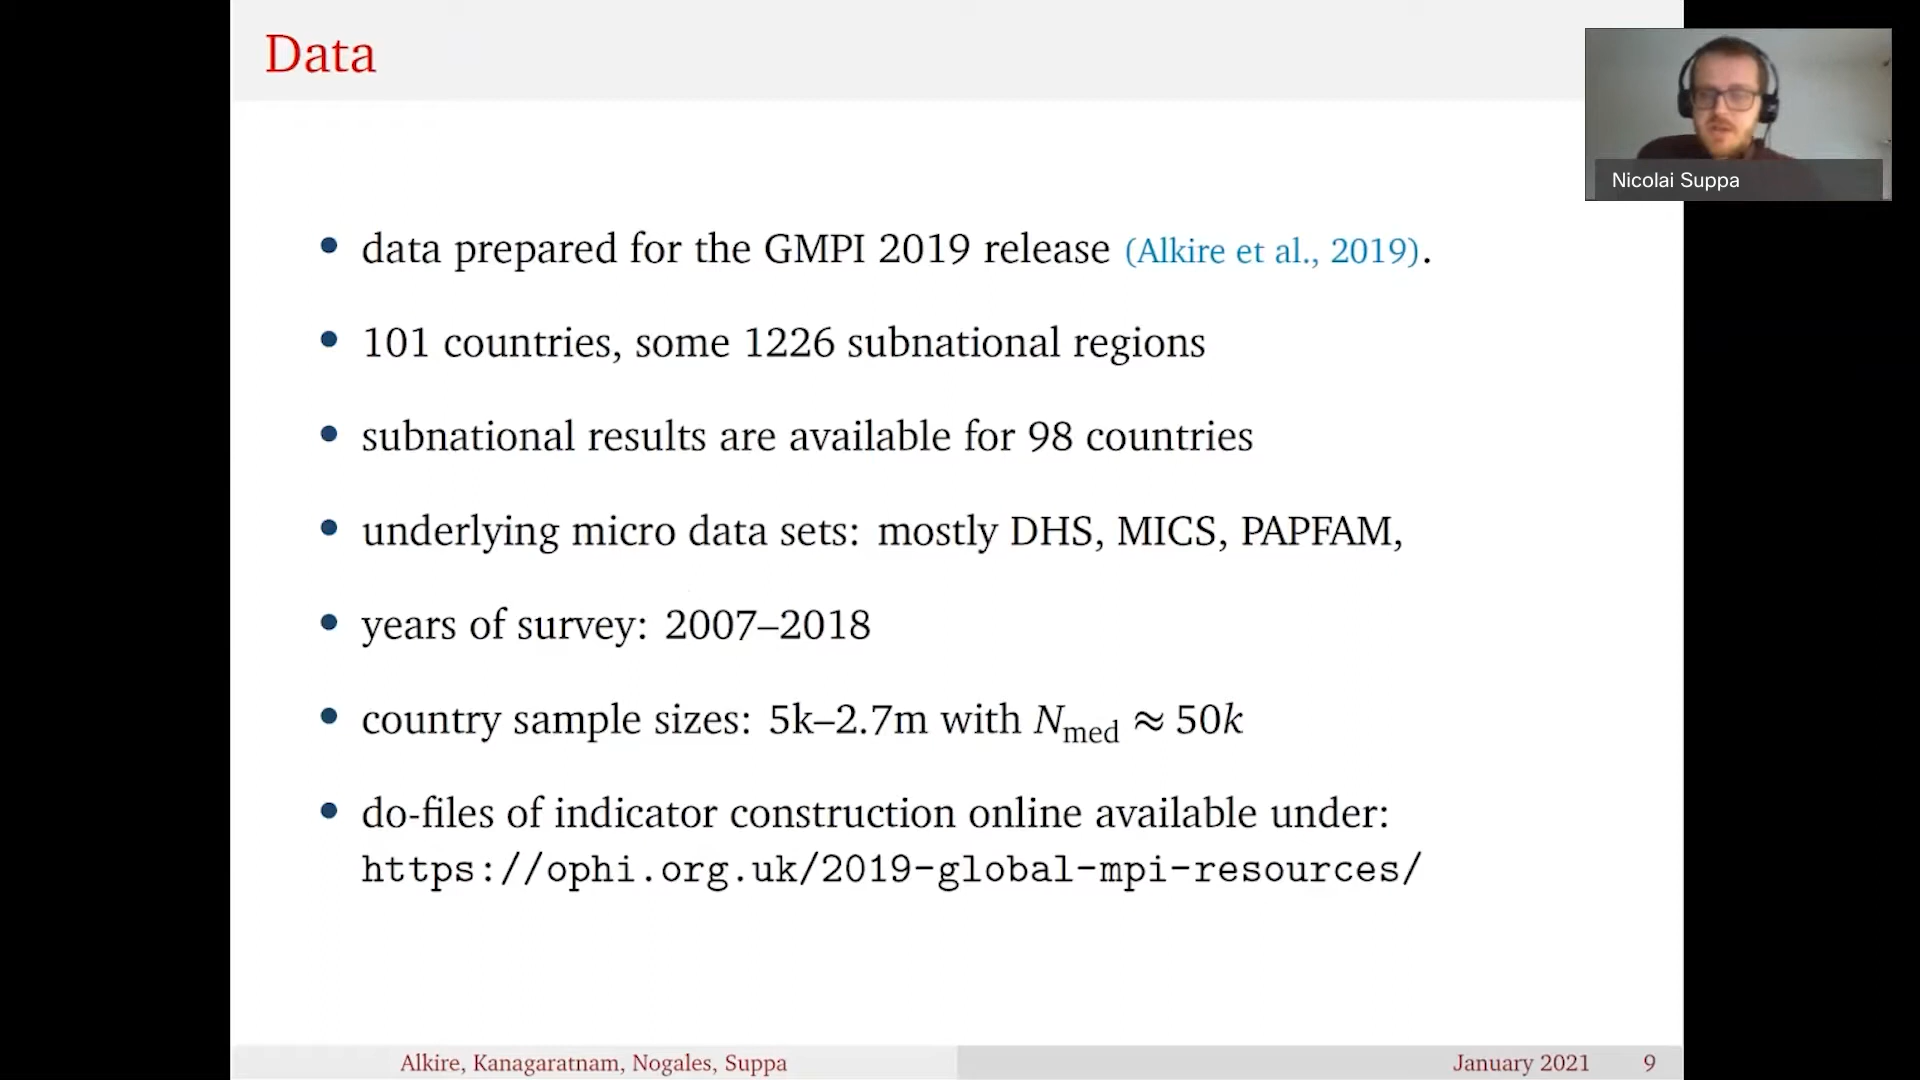 Data
Nicolai Suppa
• data prepared for the GMPI 2019 release (Alkire et al., 2019).
• 101 countries, some 1226 subnational regions
• subnational results are available for 98 countries
• underlying micro data sets: mostly DHS, MICS, PAPFAM,
• years of survey: 2007–2018
• country sample sizes: 5k–2.7m with N_med ≈ 50k
• do-files of indicator construction online available under:
https://ophi.org.uk/2019-global-mpi-resources/
Alkire, Kanagaratnam, Nogales, Suppa January 2021 9